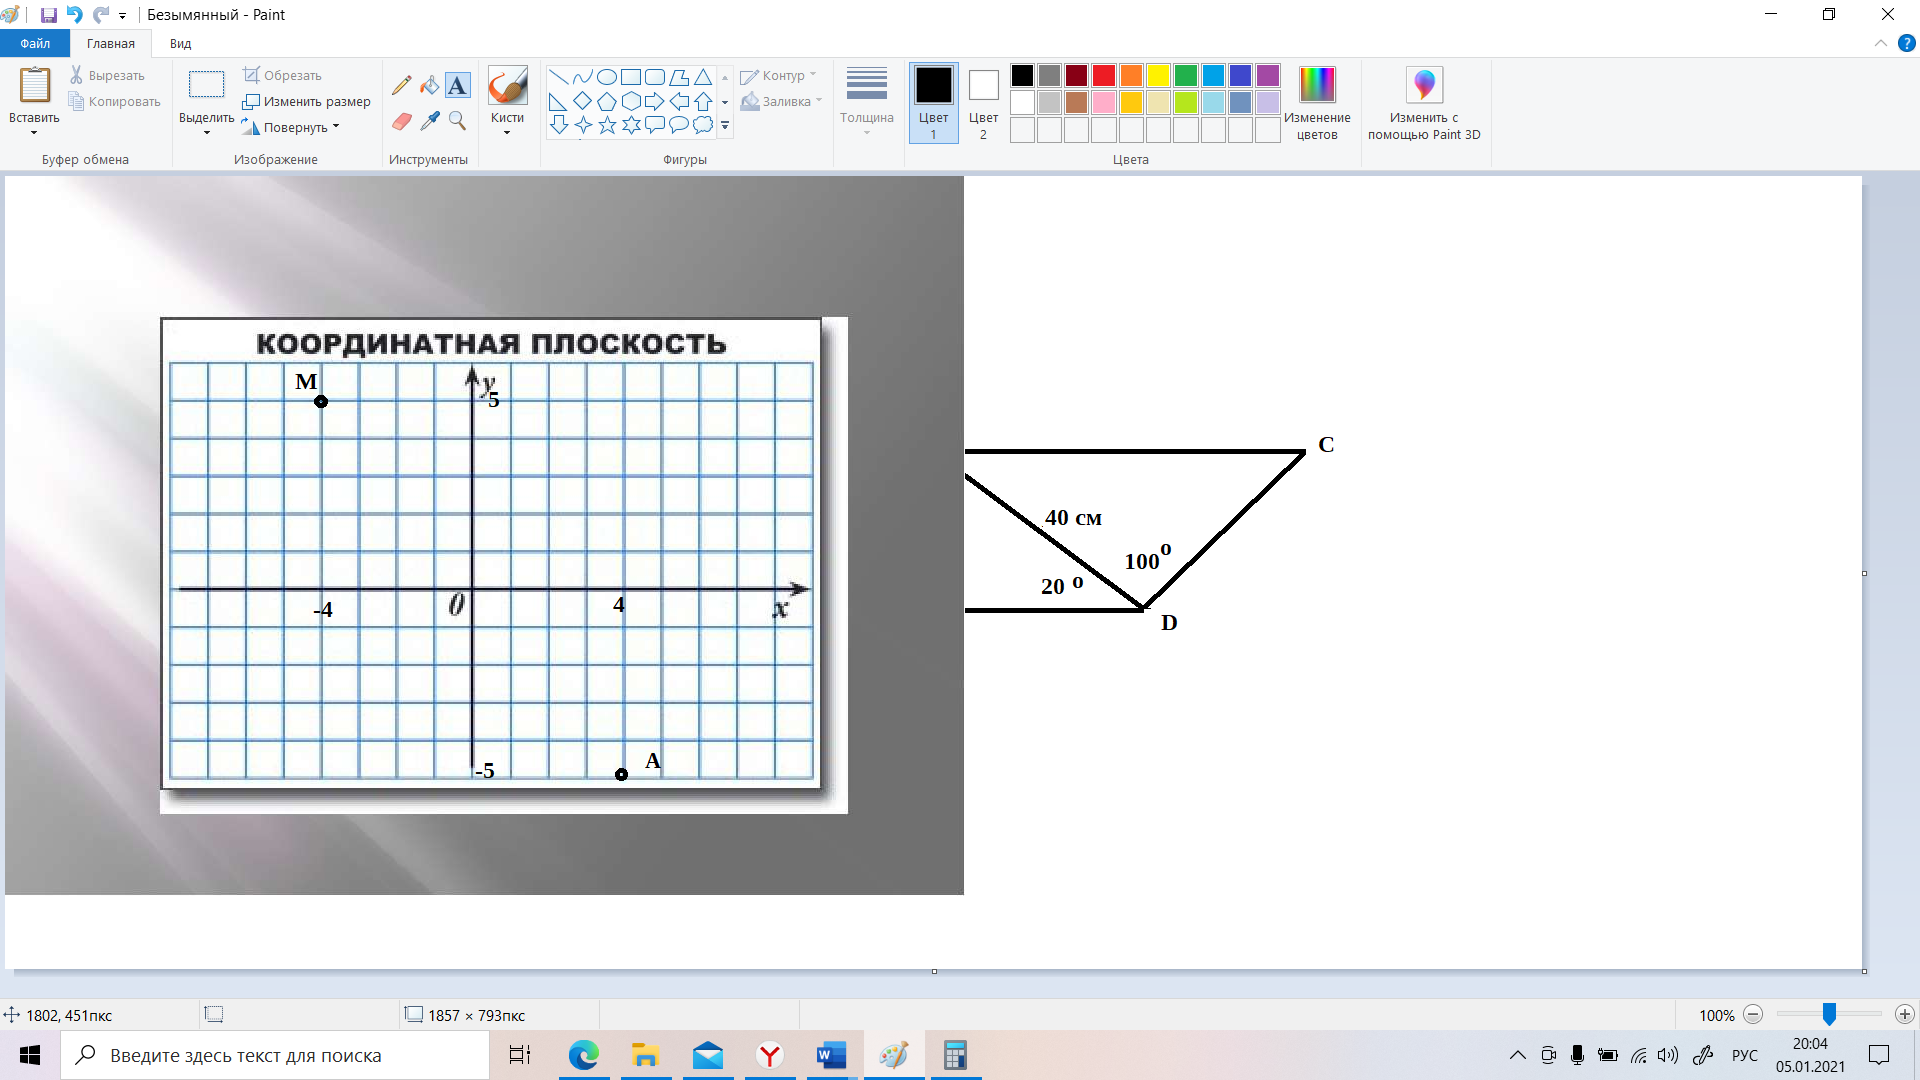 Безымянный - Paint
Файл
Главная
Вид
Вставить
Вырезать
Копировать
Буфер обмена
Выделить
Обрезать
Изменить размер
Повернуть
Изображение
A
Инструменты
Кисти
Контур
Заливка
Фигуры
Толщина
Цвет
1
Цвет
2
Изменение
цветов
Цвета
Изменить с
помощью Paint 3D
КООРДИНАТНАЯ ПЛОСКОСТЬ
М
y
5
-4
0
4
x
-5
А
C
40 см
100°
20 °
D
1802, 451пкс
1857 × 793пкс
100%
Введите здесь текст для поиска
РУС
20:04
05.01.2021